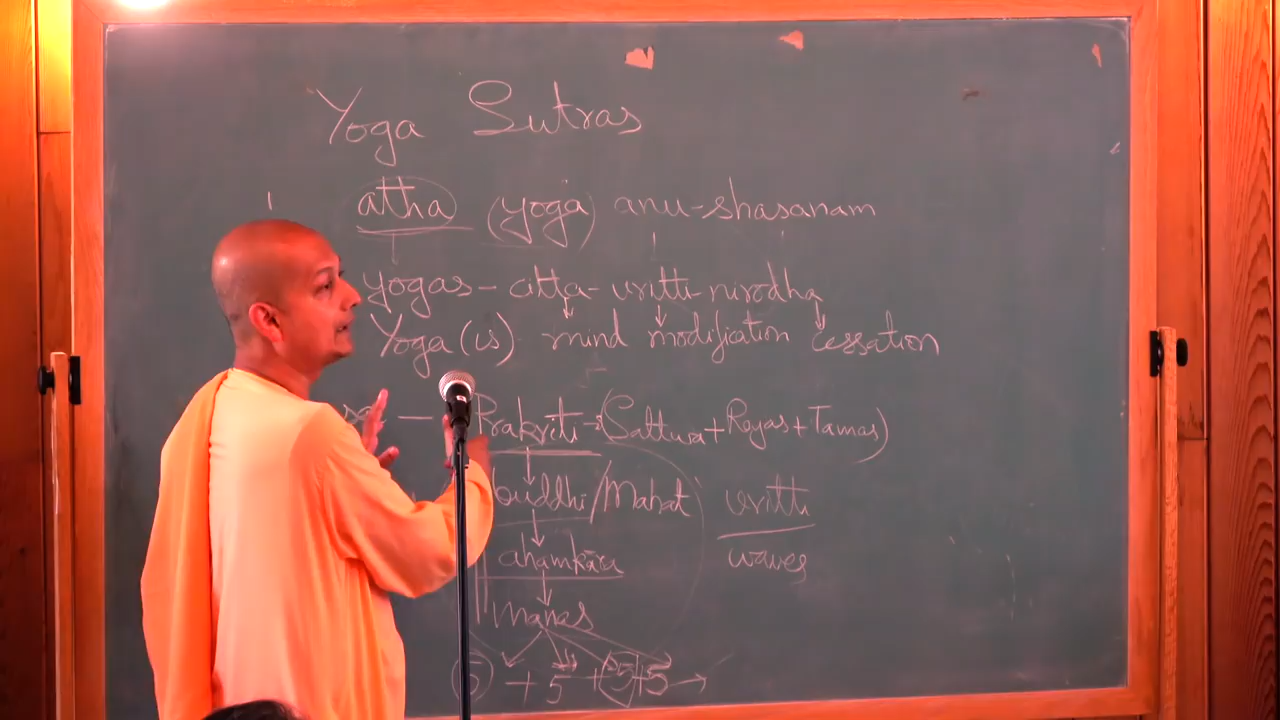 Yoga Sutras
1 atha (yoga) anu-shasanam
yogas-citta-vritti-nirodha
Yoga (is) mind modification cessation
— Prakriti-(Sattva+Rajas+Tamas)
buddhi/Mahat vritti
ahamkāra waves
manas
5 + 5 + 5 + 5 →